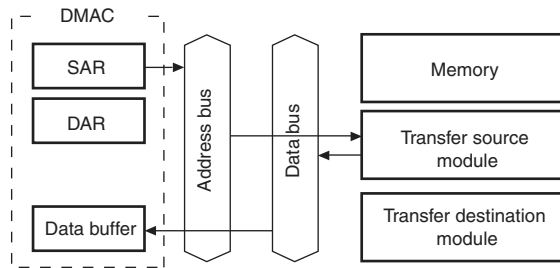 DMAC
SAR
DAR
Data buffer
Address bus
Data bus
Memory
Transfer source
module
Transfer destination
module